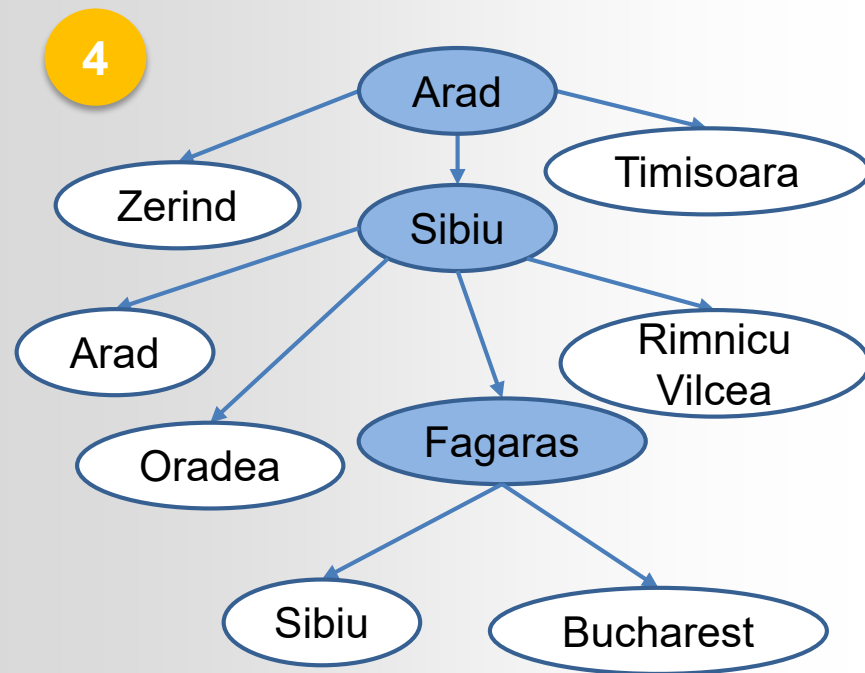 4
Arad
Timisoara
Zerind
Sibiu
Arad
Rimnicu
Vilcea
Oradea
Fagaras
Sibiu
Bucharest